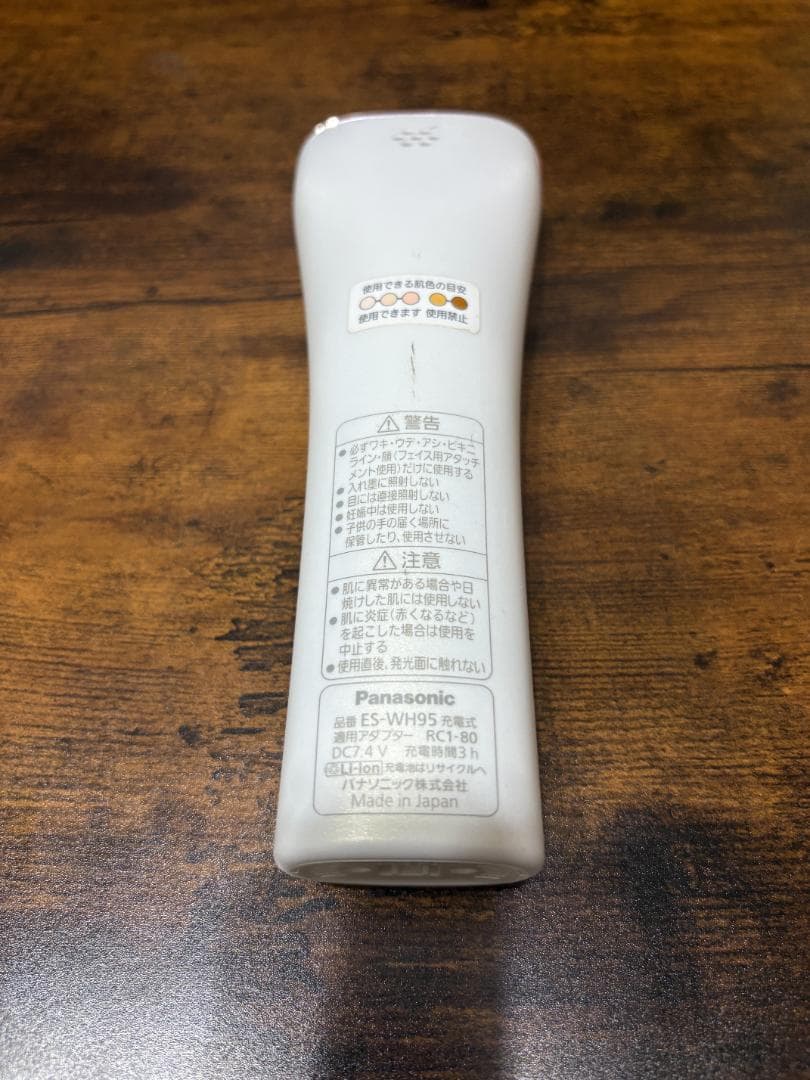 使用できる肌色の目安
使用できます 使用禁止
警告
● 必ずワキ・ウデ・アシ・ビキニ
ライン・顔(フェイス用アタッチ
メント使用)だけに使用する
● 入れ墨に照射しない
● 目には直接照射しない
● 妊娠中は使用しない
● 子供の手の届く場所に
保管したり、使用させない
注意
● 肌に異常がある場合や日
焼けした肌には使用しない
● 肌に炎症(赤くなるなど)
を起こした場合は使用を
中止する
● 使用直後、発光面に触れない
Panasonic
品番 ES-WH95 充電式
適用アダプター RC1-80
DC7.4 V 充電時間3 h
Li-ion 充電池はリサイクルへ
パナソニック株式会社
Made in Japan